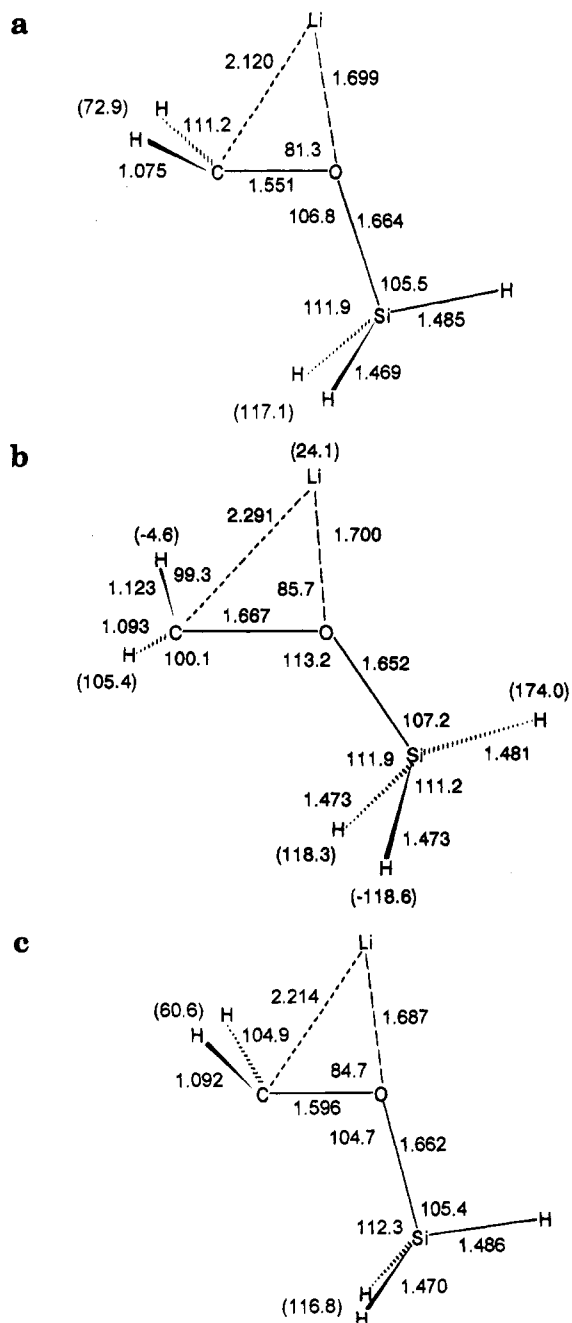 a
Li
2.120
1.699
(72.9) H
H 111.2
81.3
1.075 C 1.551 O
106.8 1.664
105.5 H
111.9 Si 1.485
H 1.469
(117.1) H
b
(24.1)
Li
2.291
1.700
(-4.6)
H
1.123 99.3
1.667 85.7
1.093 C O
H 100.1 113.2 1.652
(105.4)
(174.0)
107.2 H
111.9 Si 1.481
1.473 111.2
H 1.473
(118.3)
H
(-118.6)
c
Li
2.214
1.687
(60.6) H
H 104.9
84.7
1.092 C 1.596 O
104.7 1.662
105.4 H
112.3 Si 1.486
H 1.470
(116.8) H